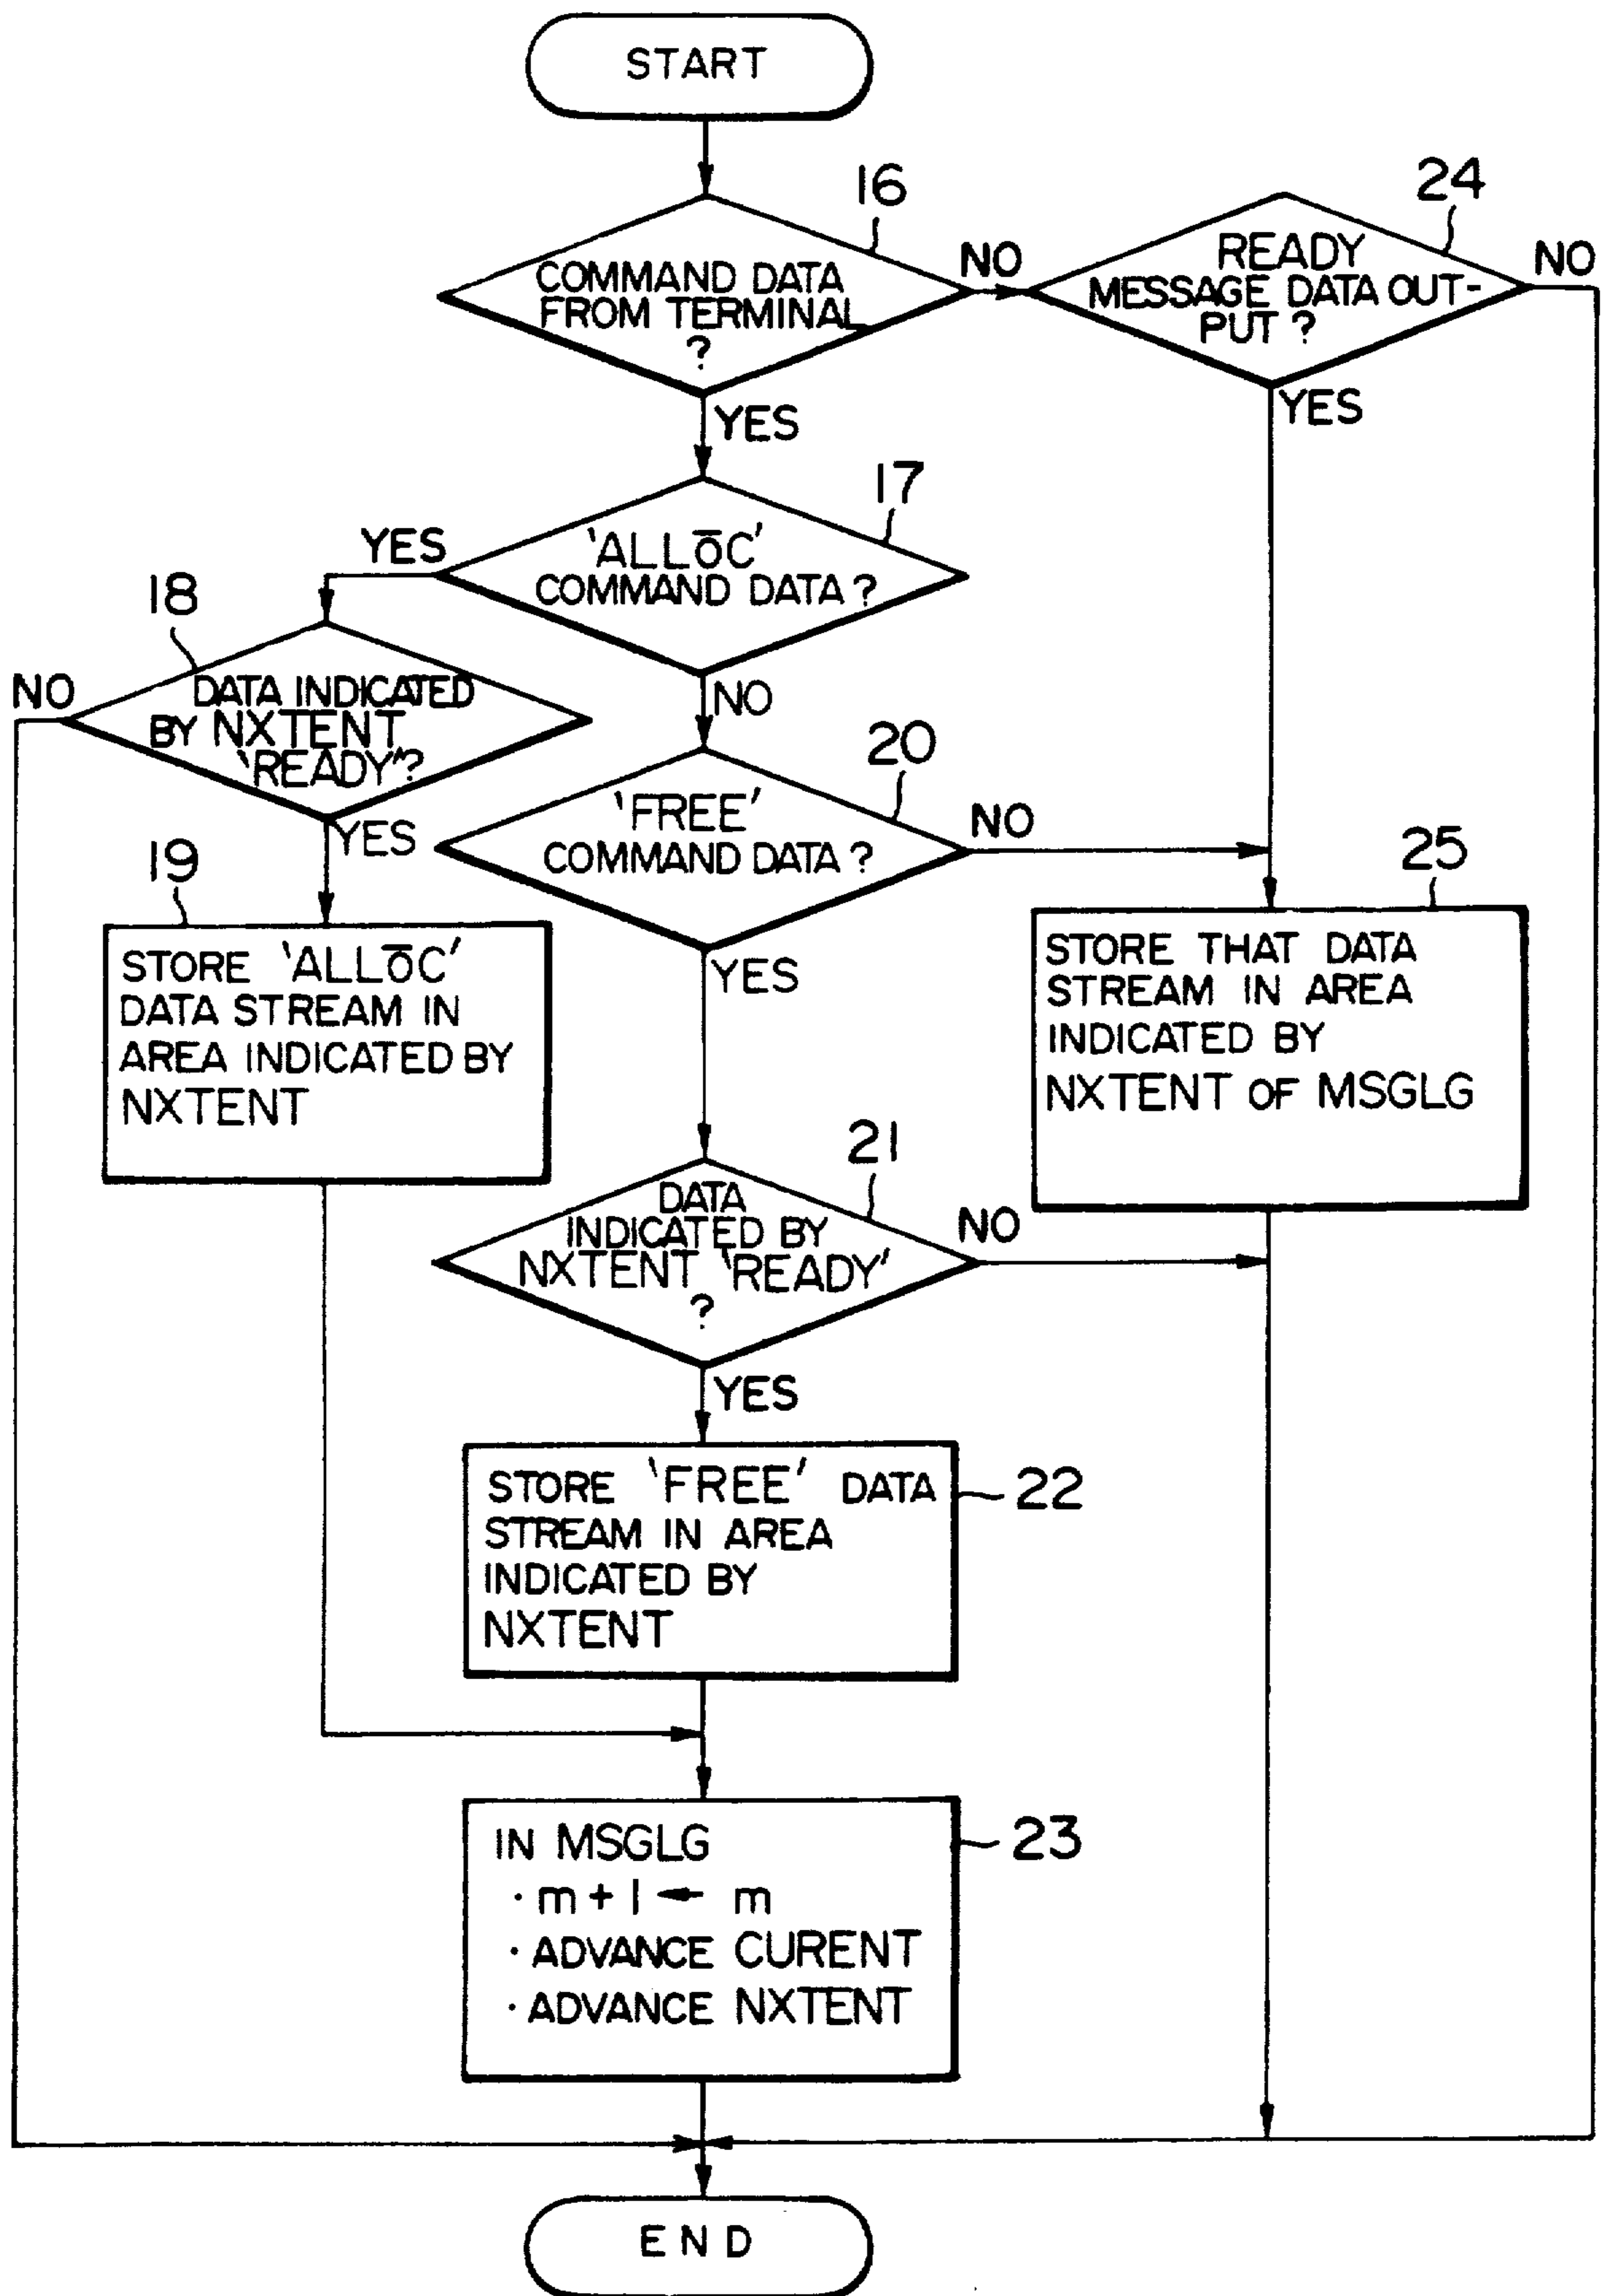 START
16
COMMAND DATA
FROM TERMINAL
?
NO
24
READY
MESSAGE DATA OUT-
PUT ?
NO
YES
YES
17
'ALLŌC'
COMMAND DATA ?
YES
NO
18
DATA INDICATED
BY NXTENT
'READY'?
NO
YES
20
'FREE'
COMMAND DATA ?
NO
YES
19
STORE 'ALLŌC'
DATA STREAM IN
AREA INDICATED BY
NXTENT
25
STORE THAT DATA
STREAM IN AREA
INDICATED BY
NXTENT OF MSGLG
21
DATA
INDICATED BY
NXTENT 'READY'
?
NO
YES
STORE 'FREE' DATA
STREAM IN AREA
INDICATED BY
NXTENT
22
IN MSGLG
· m + 1 ← m
· ADVANCE CURENT
· ADVANCE NXTENT
23
END